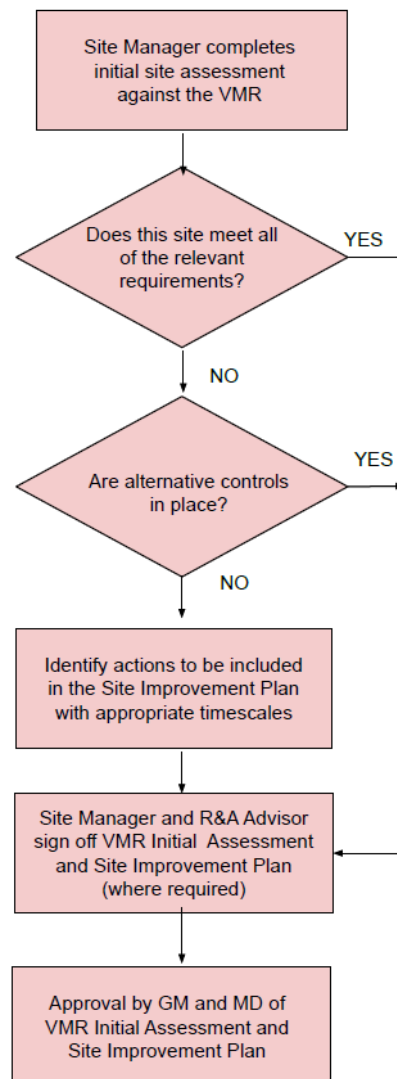 Site Manager completes
initial site assessment
against the VMR
Does this site meet all
of the relevant
requirements?
YES
NO
Are alternative controls
in place?
YES
NO
Identify actions to be included
in the Site Improvement Plan
with appropriate timescales
Site Manager and R&A Advisor
sign off VMR Initial Assessment
and Site Improvement Plan
(where required)
Approval by GM and MD of
VMR Initial Assessment and
Site Improvement Plan